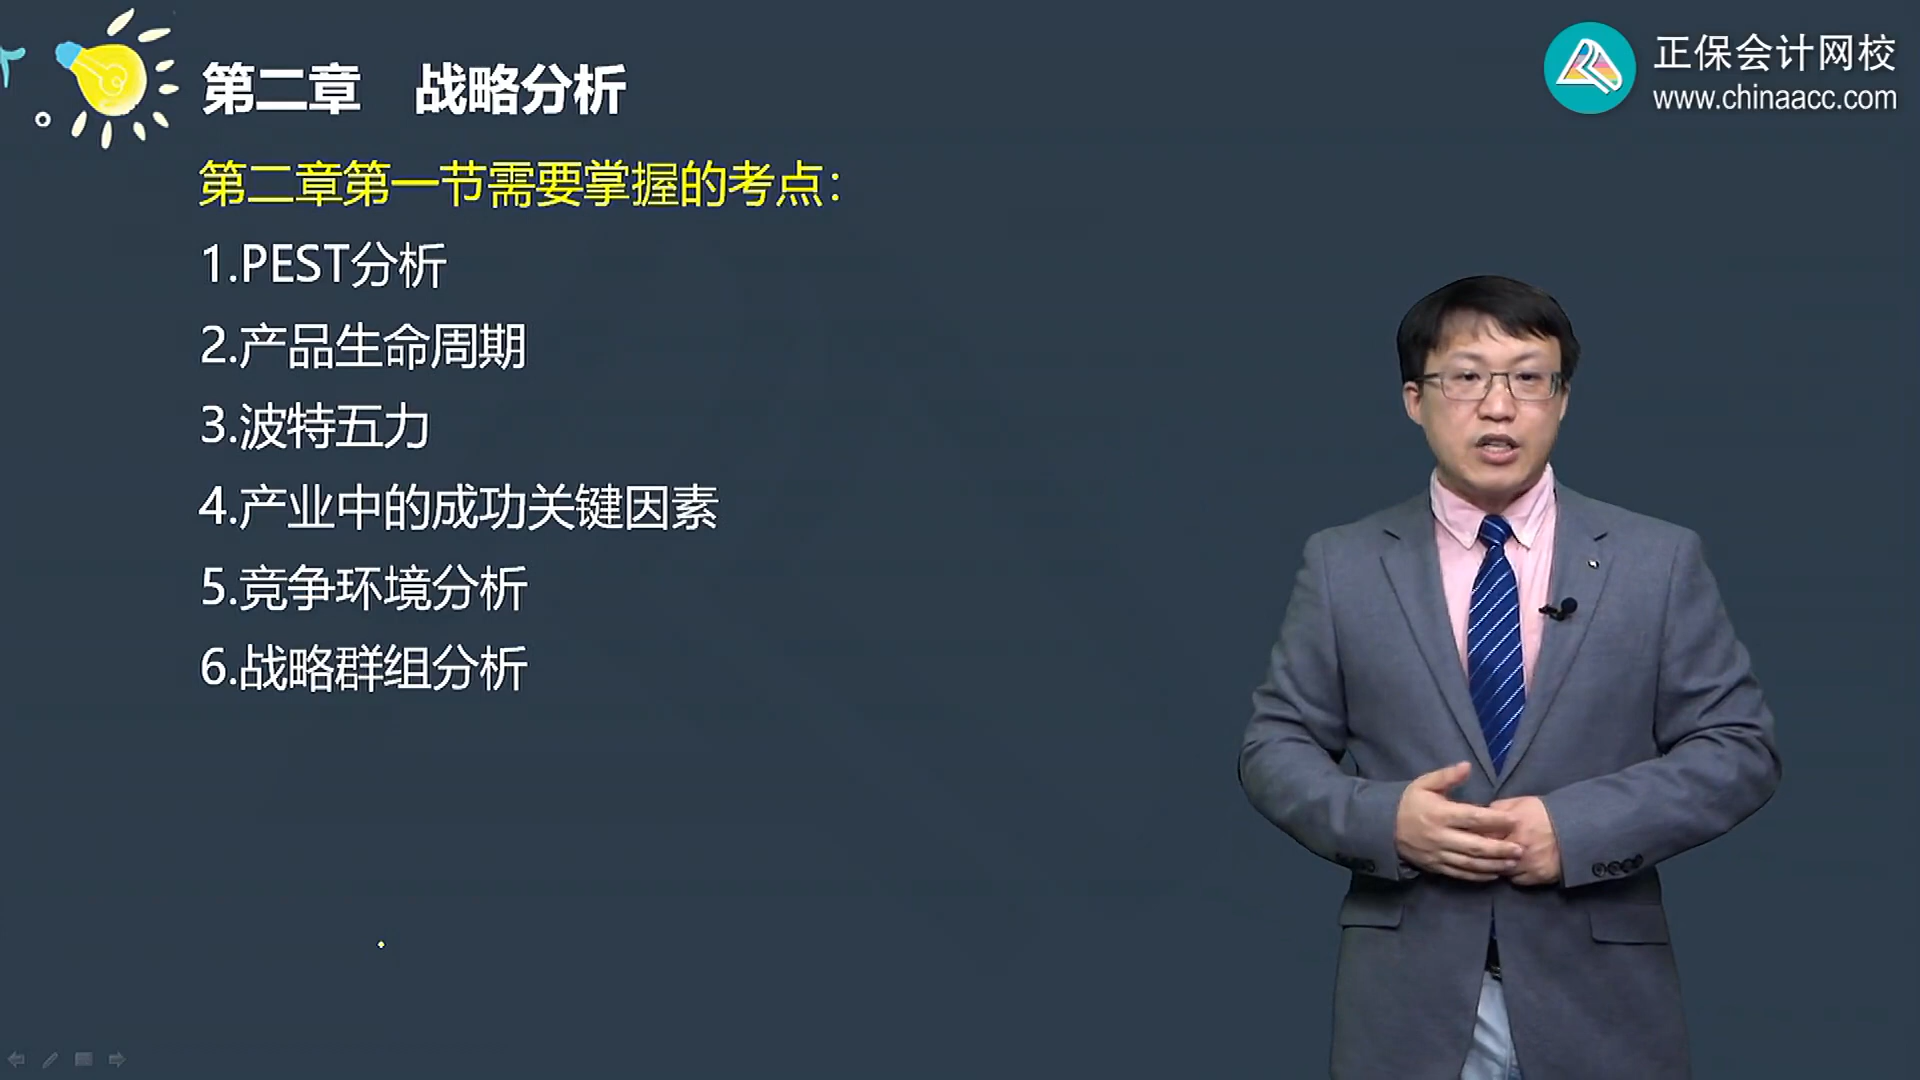 第二章 战略分析
正保会计网校
www.chinaacc.com
第二章第一节需要掌握的考点：
1.PEST分析
2.产品生命周期
3.波特五力
4.产业中的成功关键因素
5.竞争环境分析
6.战略群组分析